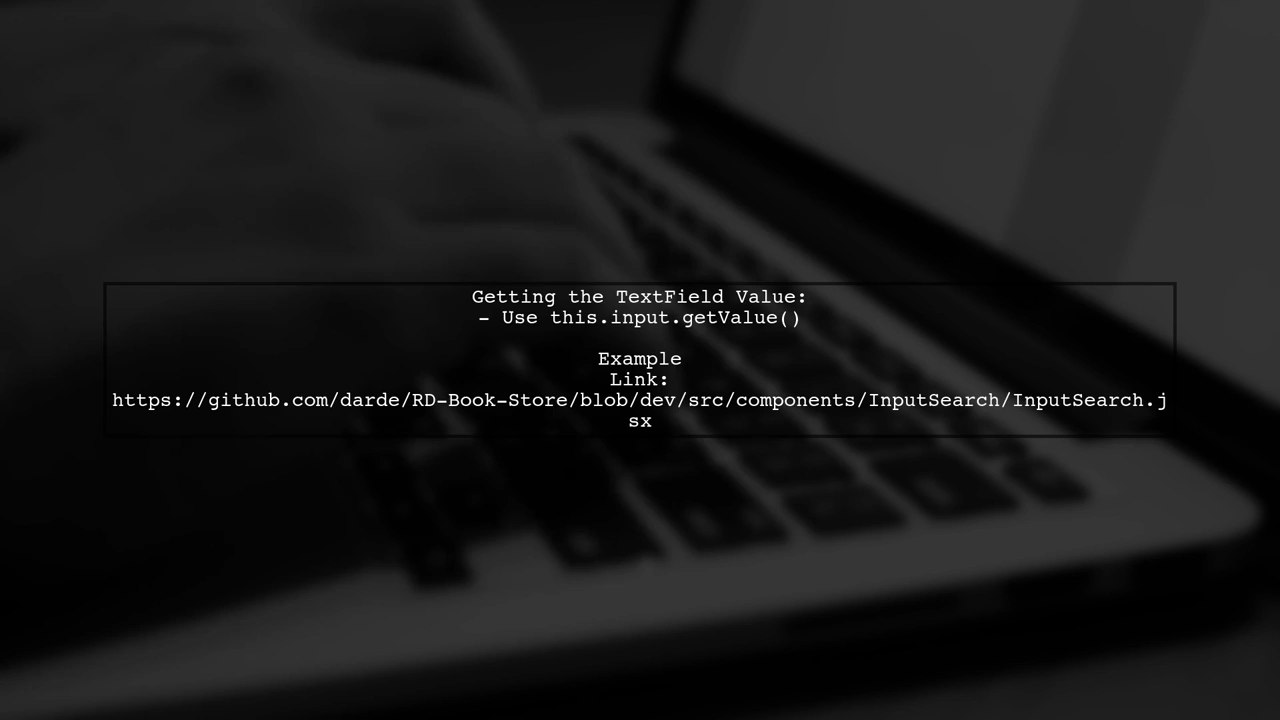 Getting the TextField Value:
- Use this.input.getValue()
Example
Link:
https://github.com/darde/RD-Book-Store/blob/dev/src/components/InputSearch/InputSearch.j
sx